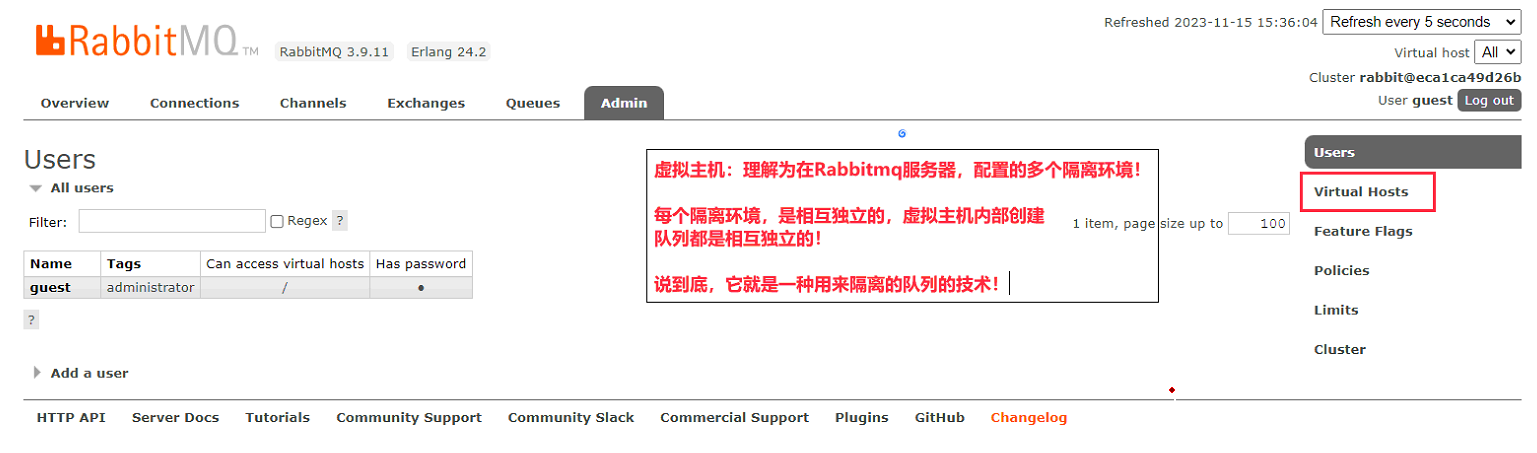 RabbitMQ TM
RabbitMQ 3.9.11 Erlang 24.2
Refreshed 2023-11-15 15:36:04 Refresh every 5 seconds
Virtual host All
Cluster rabbit@eca1ca49d26b
User guest Log out
Overview Connections Channels Exchanges Queues Admin
Users
All users
Filter: Regex ?
1 item, page size up to 100
Name Tags Can access virtual hosts Has password
guest administrator / ●
?
Add a user
虚拟主机：理解为在Rabbitmq服务器，配置的多个隔离环境！
每个隔离环境，是相互独立的，虚拟主机内部创建
队列都是相互独立的！
说到底，它就是一种用来隔离的队列的技术！
Users
Virtual Hosts
Feature Flags
Policies
Limits
Cluster
HTTP API Server Docs Tutorials Community Support Community Slack Commercial Support Plugins GitHub Changelog